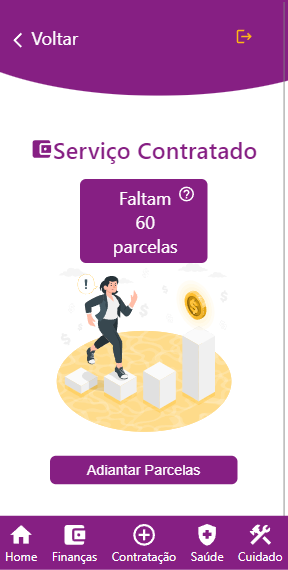 Voltar
Serviço Contratado
Faltam
60
parcelas
!
Adiantar Parcelas
Home Finanças Contratação Saúde Cuidado